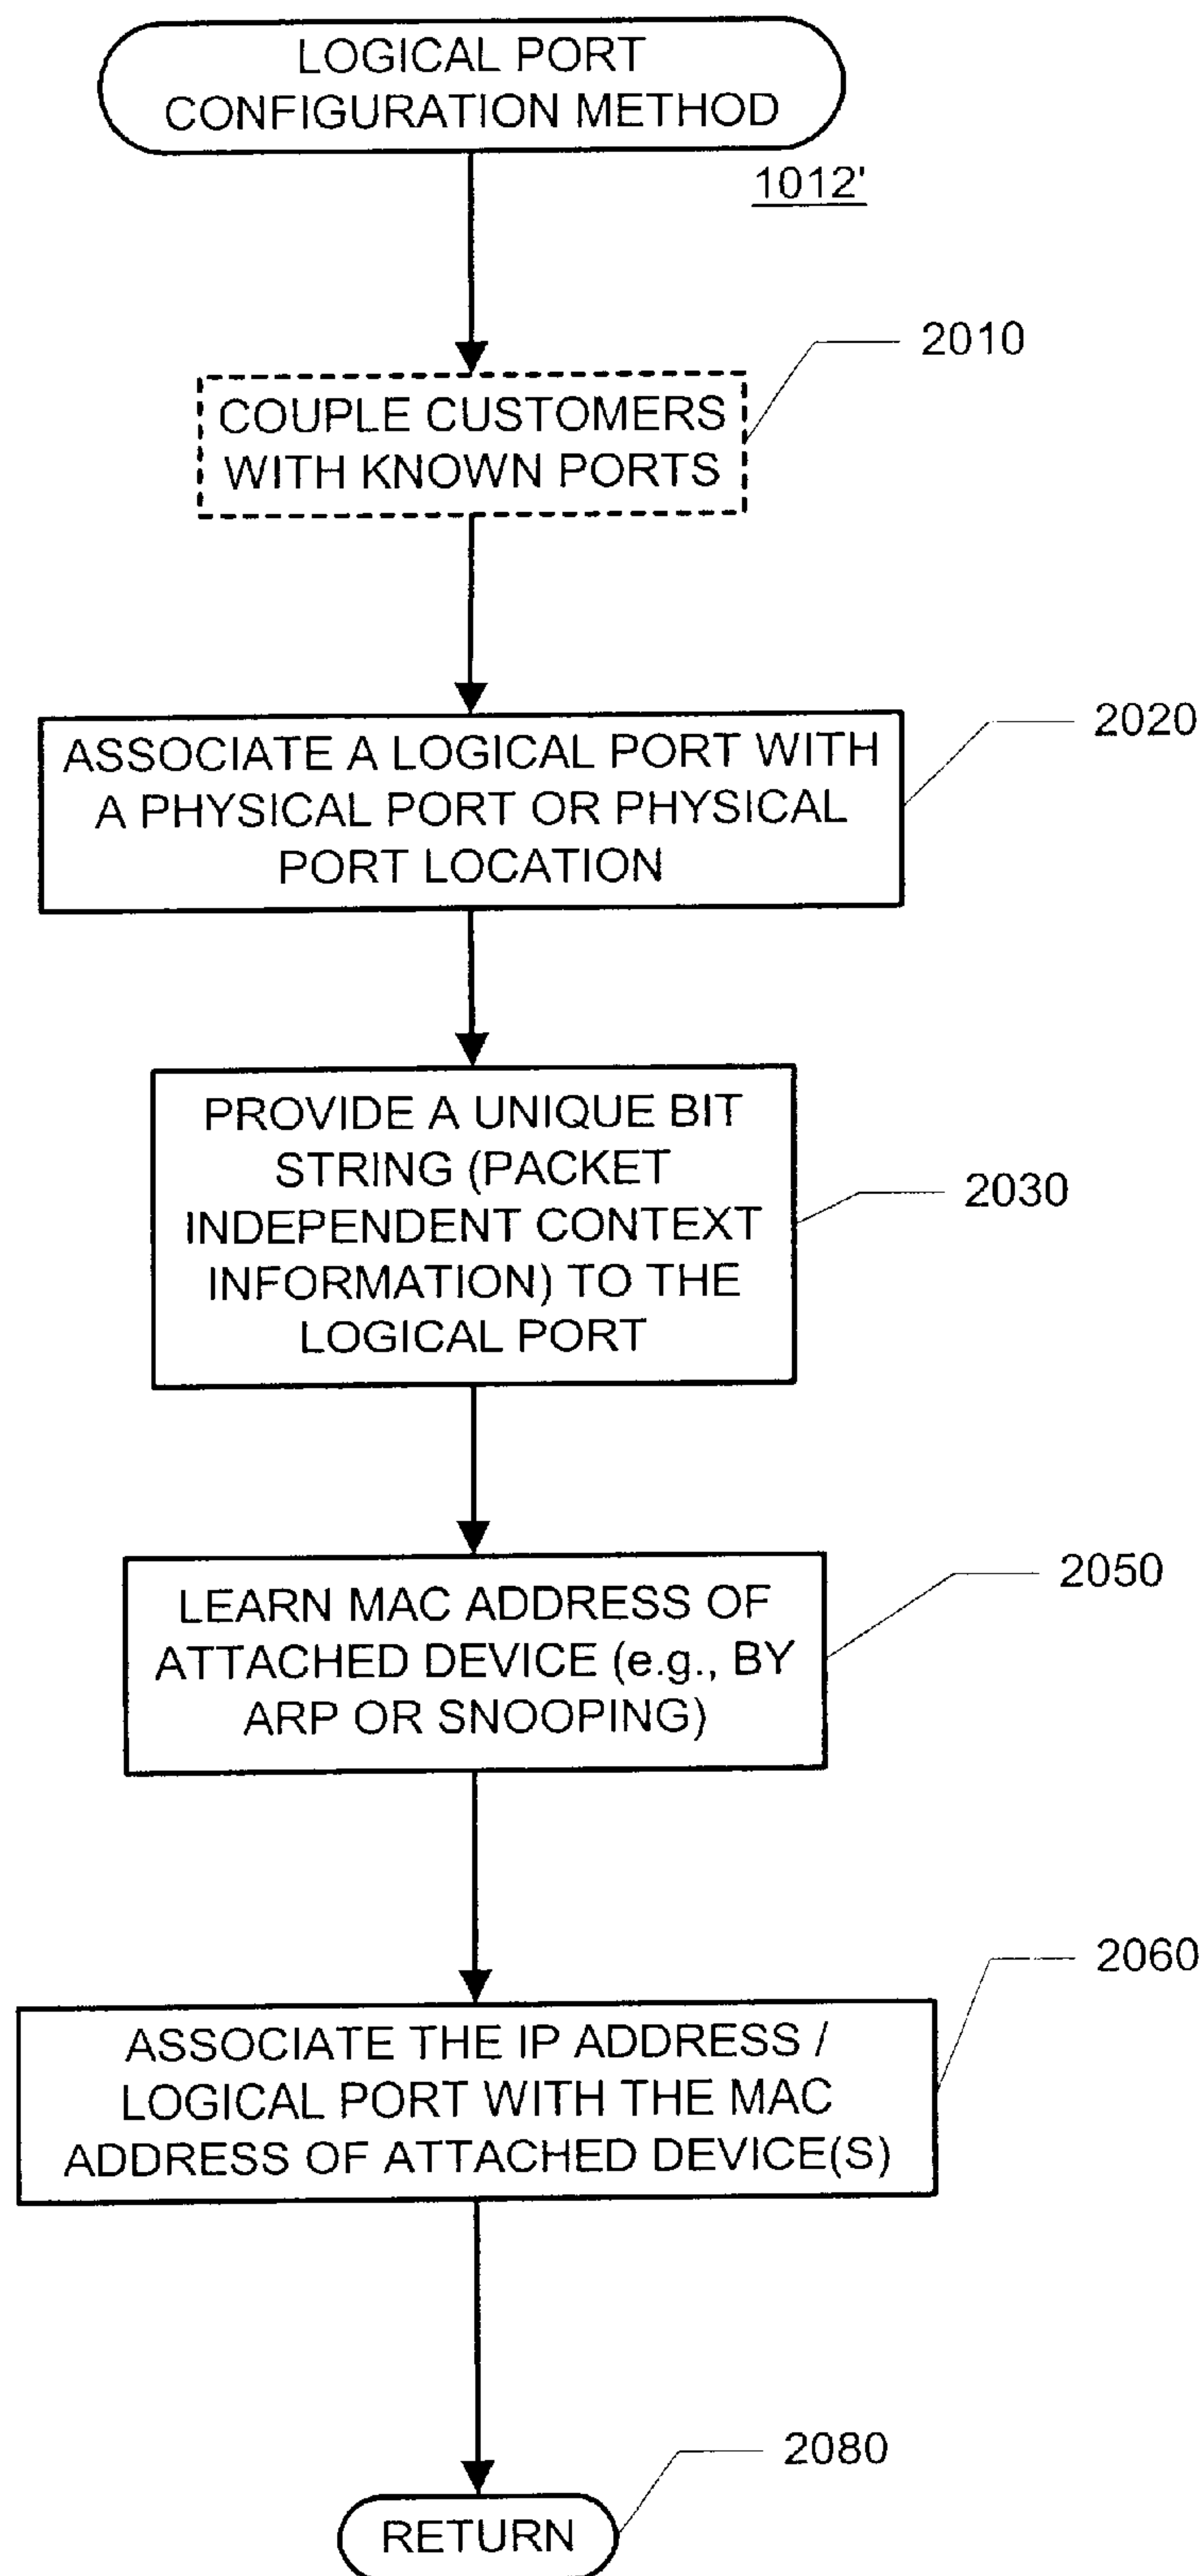 LOGICAL PORT
CONFIGURATION METHOD
1012'
2010
COUPLE CUSTOMERS
WITH KNOWN PORTS
2020
ASSOCIATE A LOGICAL PORT WITH
A PHYSICAL PORT OR PHYSICAL
PORT LOCATION
PROVIDE A UNIQUE BIT
STRING (PACKET
INDEPENDENT CONTEXT
INFORMATION) TO THE
LOGICAL PORT
2030
LEARN MAC ADDRESS OF
ATTACHED DEVICE (e.g., BY
ARP OR SNOOPING)
2050
2060
ASSOCIATE THE IP ADDRESS /
LOGICAL PORT WITH THE MAC
ADDRESS OF ATTACHED DEVICE(S)
2080
RETURN